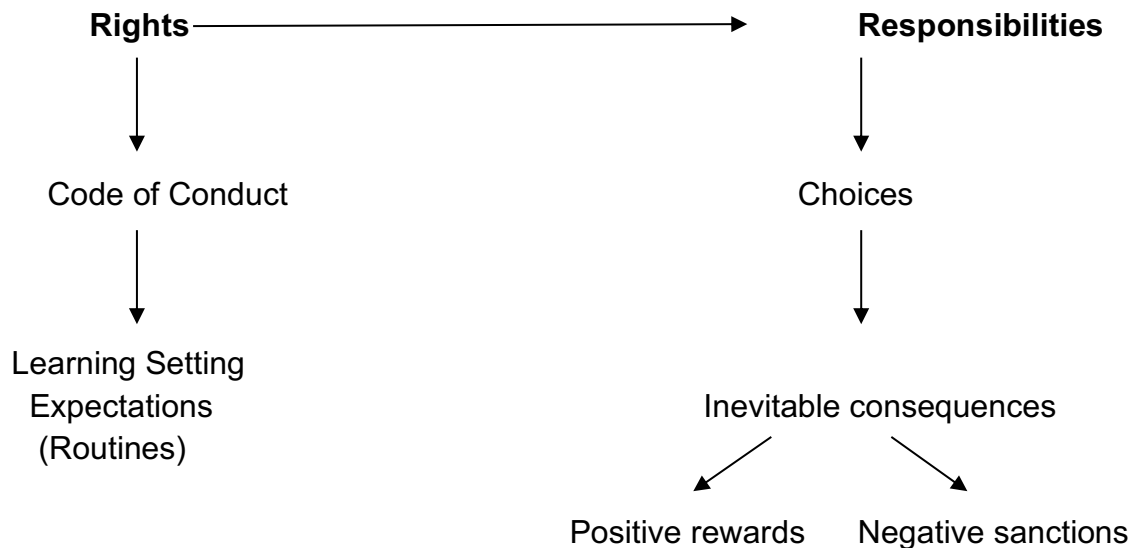 Rights Responsibilities
Code of Conduct Choices
Learning Setting
Expectations Inevitable consequences
(Routines)
Positive rewards Negative sanctions